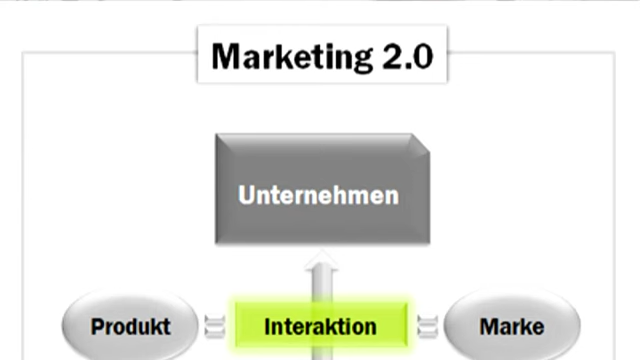 Marketing 2.0
Unternehmen
Produkt
Interaktion
Marke